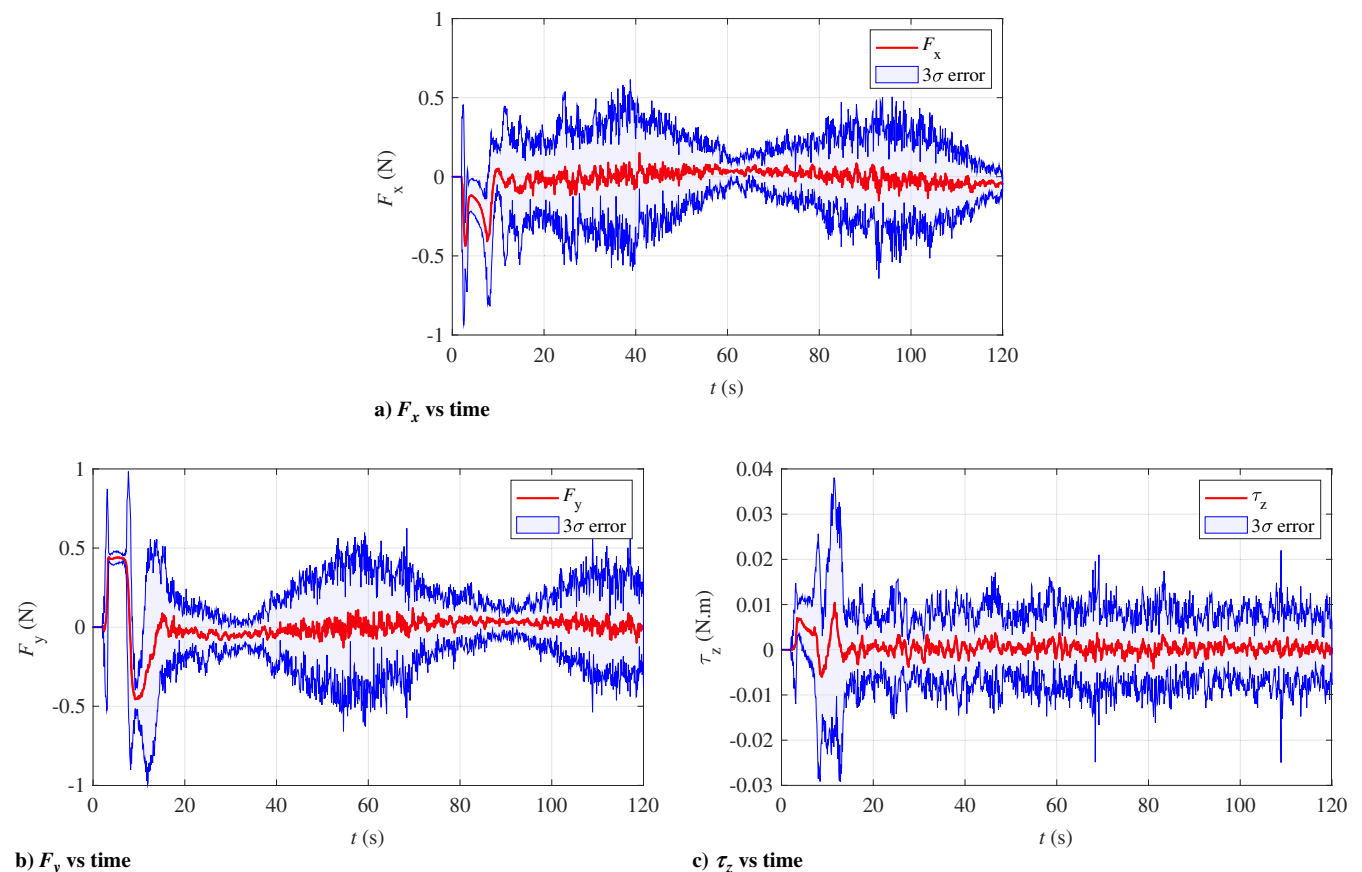 1
0.5
0
-0.5
-1
F_x (N)
F_x
3σ error
0 20 40 60 80 100 120
t (s)
a) F_x vs time
1
0.5
0
-0.5
-1
F_y (N)
F_y
3σ error
0 20 40 60 80 100 120
t (s)
b) F_y vs time
0.04
0.03
0.02
0.01
0
-0.01
-0.02
-0.03
τ_z (N.m)
τ_z
3σ error
0 20 40 60 80 100 120
t (s)
c) τ_z vs time